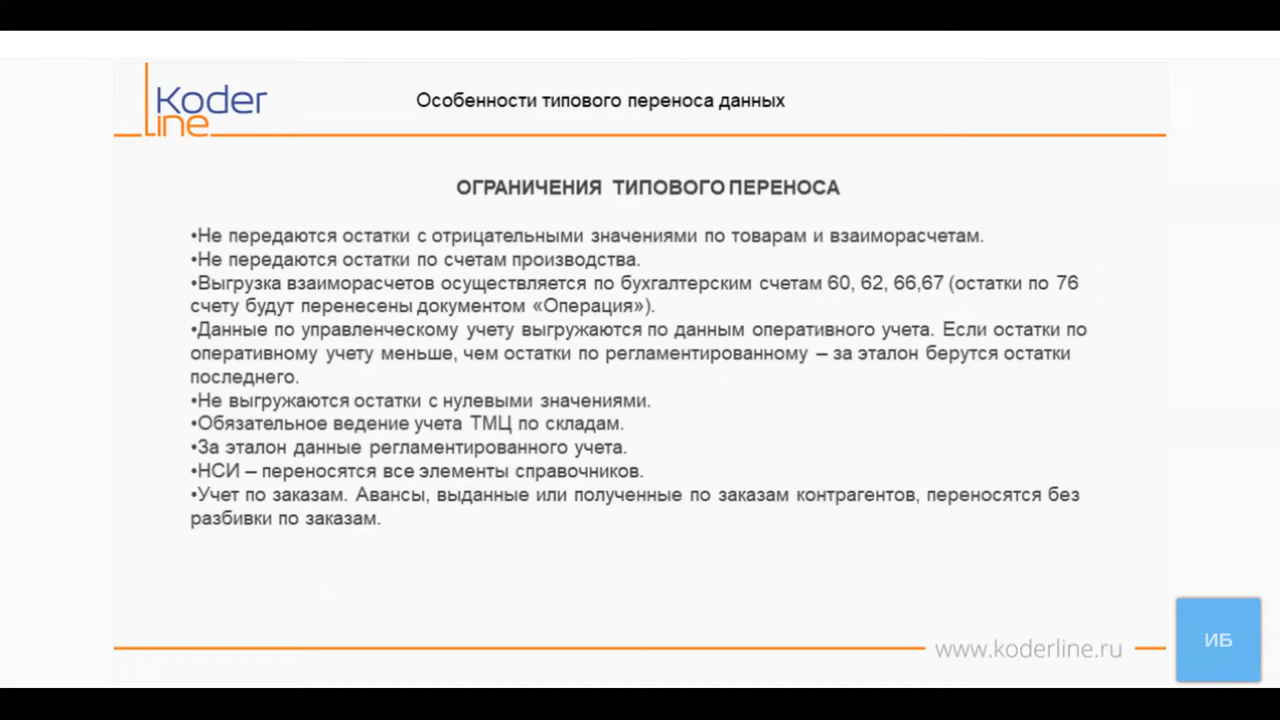 Koder
line
Особенности типового переноса данных
ОГРАНИЧЕНИЯ ТИПОВОГО ПЕРЕНОСА
•Не передаются остатки с отрицательными значениями по товарам и взаиморасчетам.
•Не передаются остатки по счетам производства.
•Выгрузка взаиморасчетов осуществляется по бухгалтерским счетам 60, 62, 66,67 (остатки по 76
счету будут перенесены документом «Операция»).
•Данные по управленческому учету выгружаются по данным оперативного учета. Если остатки по
оперативному учету меньше, чем остатки по регламентированному – за эталон берутся остатки
последнего.
•Не выгружаются остатки с нулевыми значениями.
•Обязательное ведение учета ТМЦ по складам.
•За эталон данные регламентированного учета.
•НСИ – переносятся все элементы справочников.
•Учет по заказам. Авансы, выданные или полученные по заказам контрагентов, переносятся без
разбивки по заказам.
www.koderline.ru
ИБ